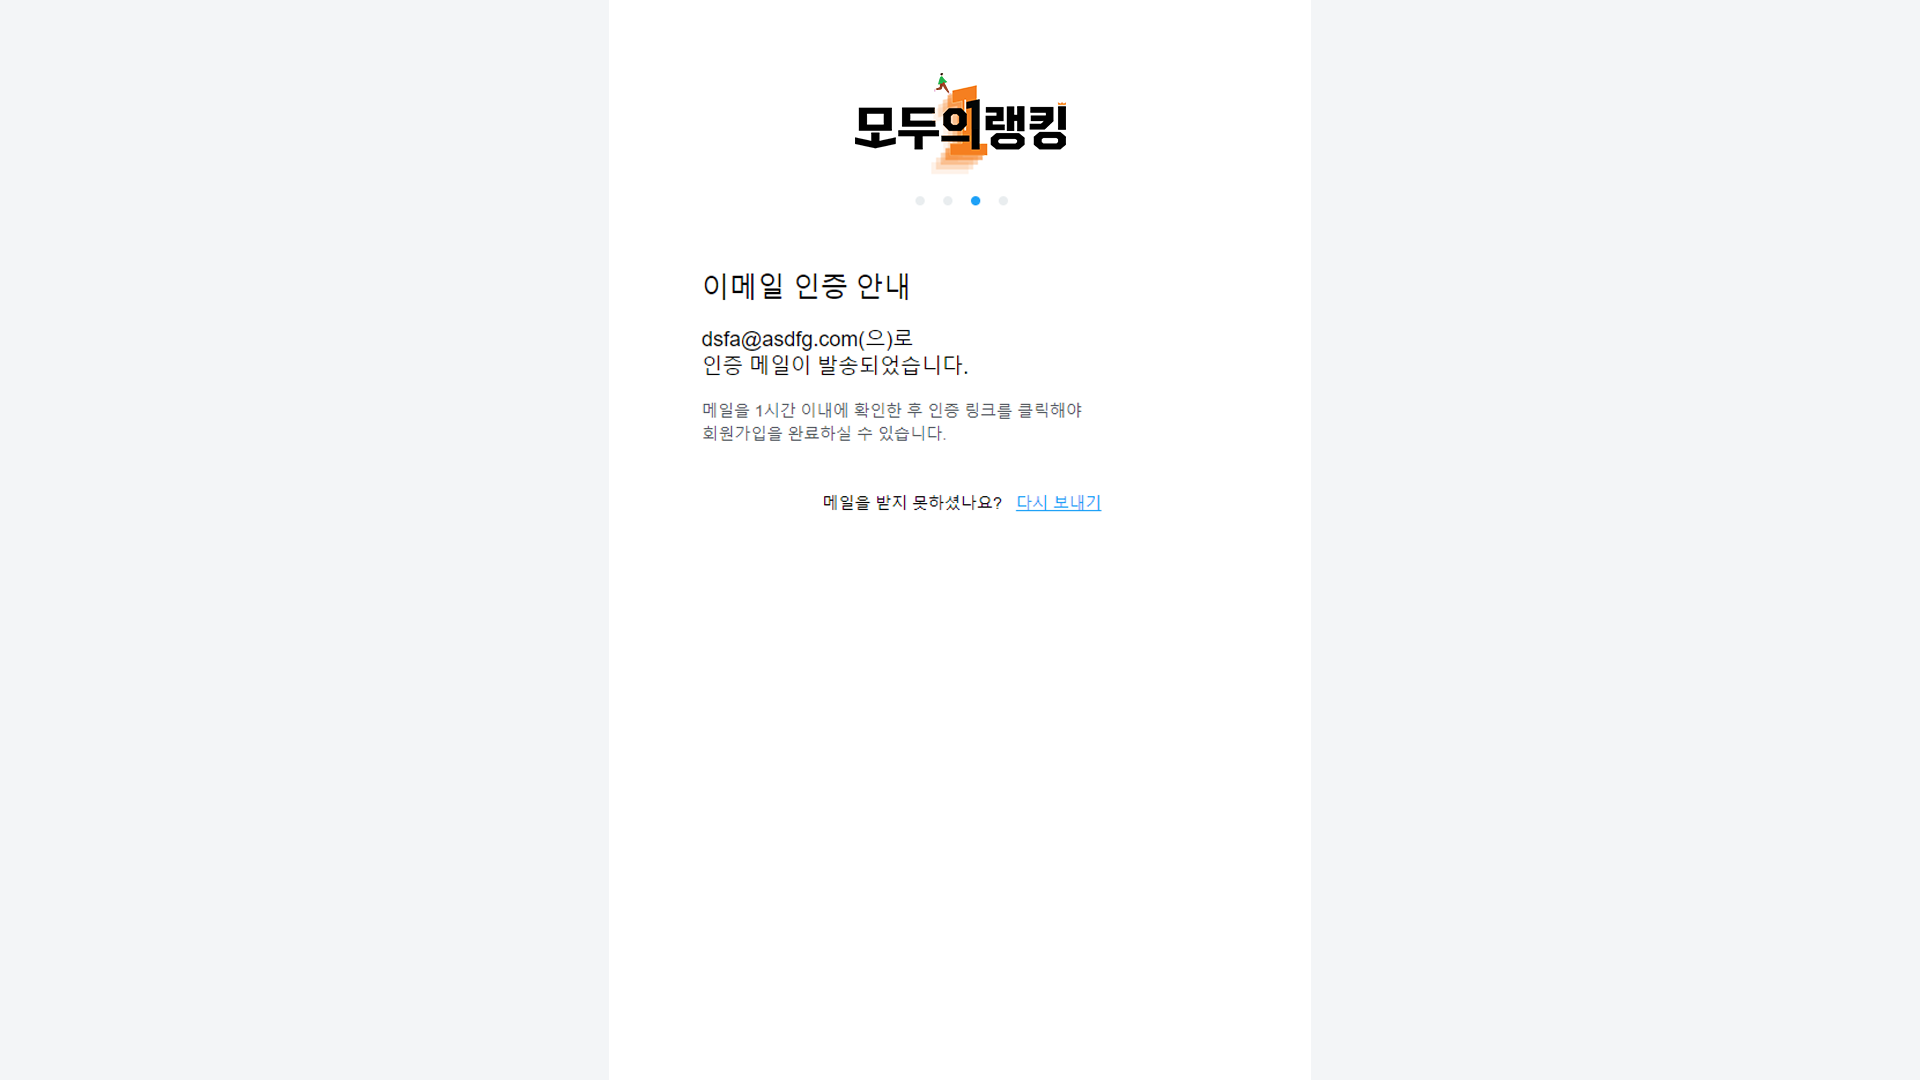 모두의랭킹
이메일 인증 안내
dsfa@asdfg.com(으)로
인증 메일이 발송되었습니다.
메일을 1시간 이내에 확인한 후 인증 링크를 클릭해야
회원가입을 완료하실 수 있습니다.
메일을 받지 못하셨나요? 다시 보내기